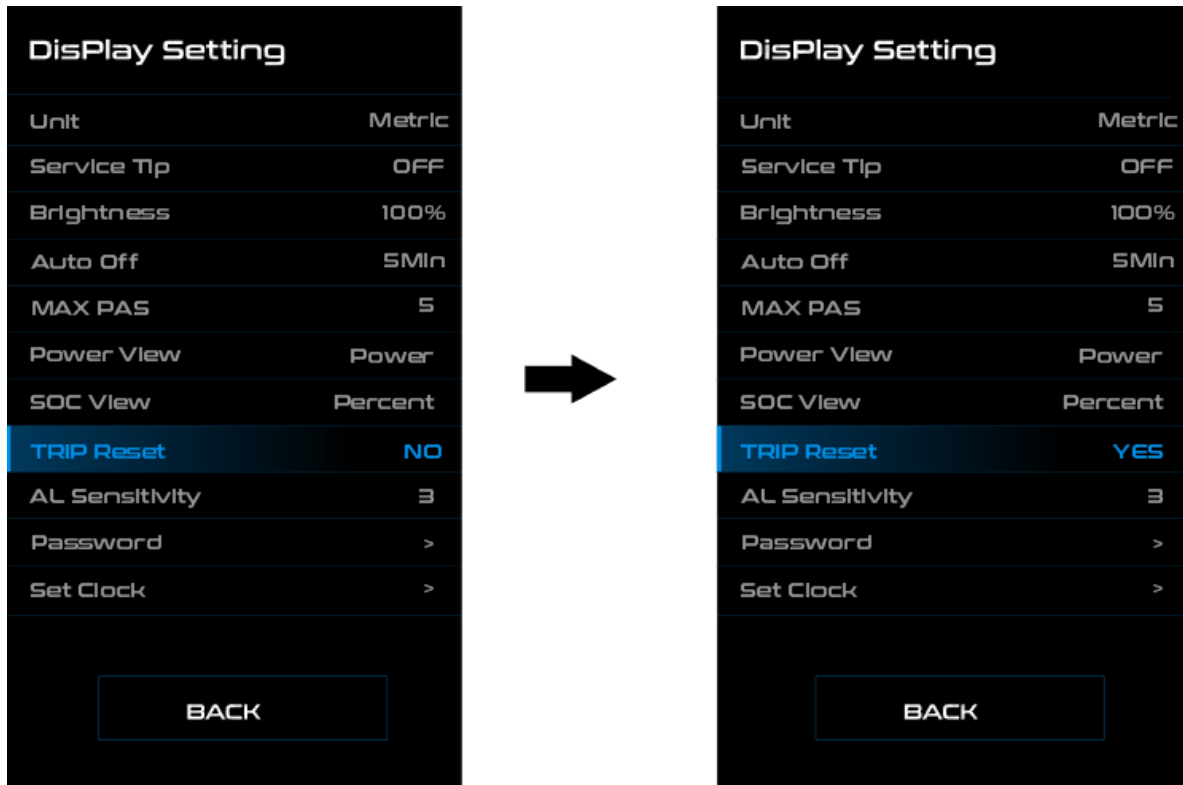 DisPlay Setting
Unit Metric
Service Tip OFF
Brightness 100%
Auto Off 5Min
MAX PAS 5
Power View Power
SOC View Percent
TRIP Reset NO
AL Sensitivity 3
Password >
Set Clock >
BACK
DisPlay Setting
Unit Metric
Service Tip OFF
Brightness 100%
Auto Off 5Min
MAX PAS 5
Power View Power
SOC View Percent
TRIP Reset YES
AL Sensitivity 3
Password >
Set Clock >
BACK